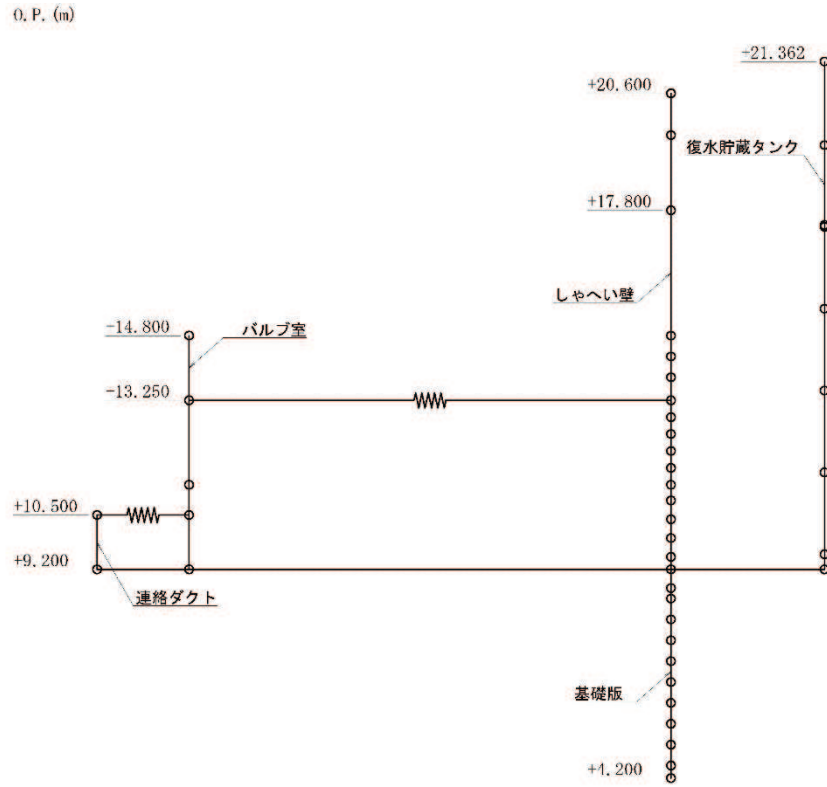 O.P.(m)
+21.362
+20.600
復水貯蔵タンク
+17.800
しゃへい壁
-14.800
バルブ室
-13.250
+10.500
+9.200
連絡ダクト
基礎版
+4.200